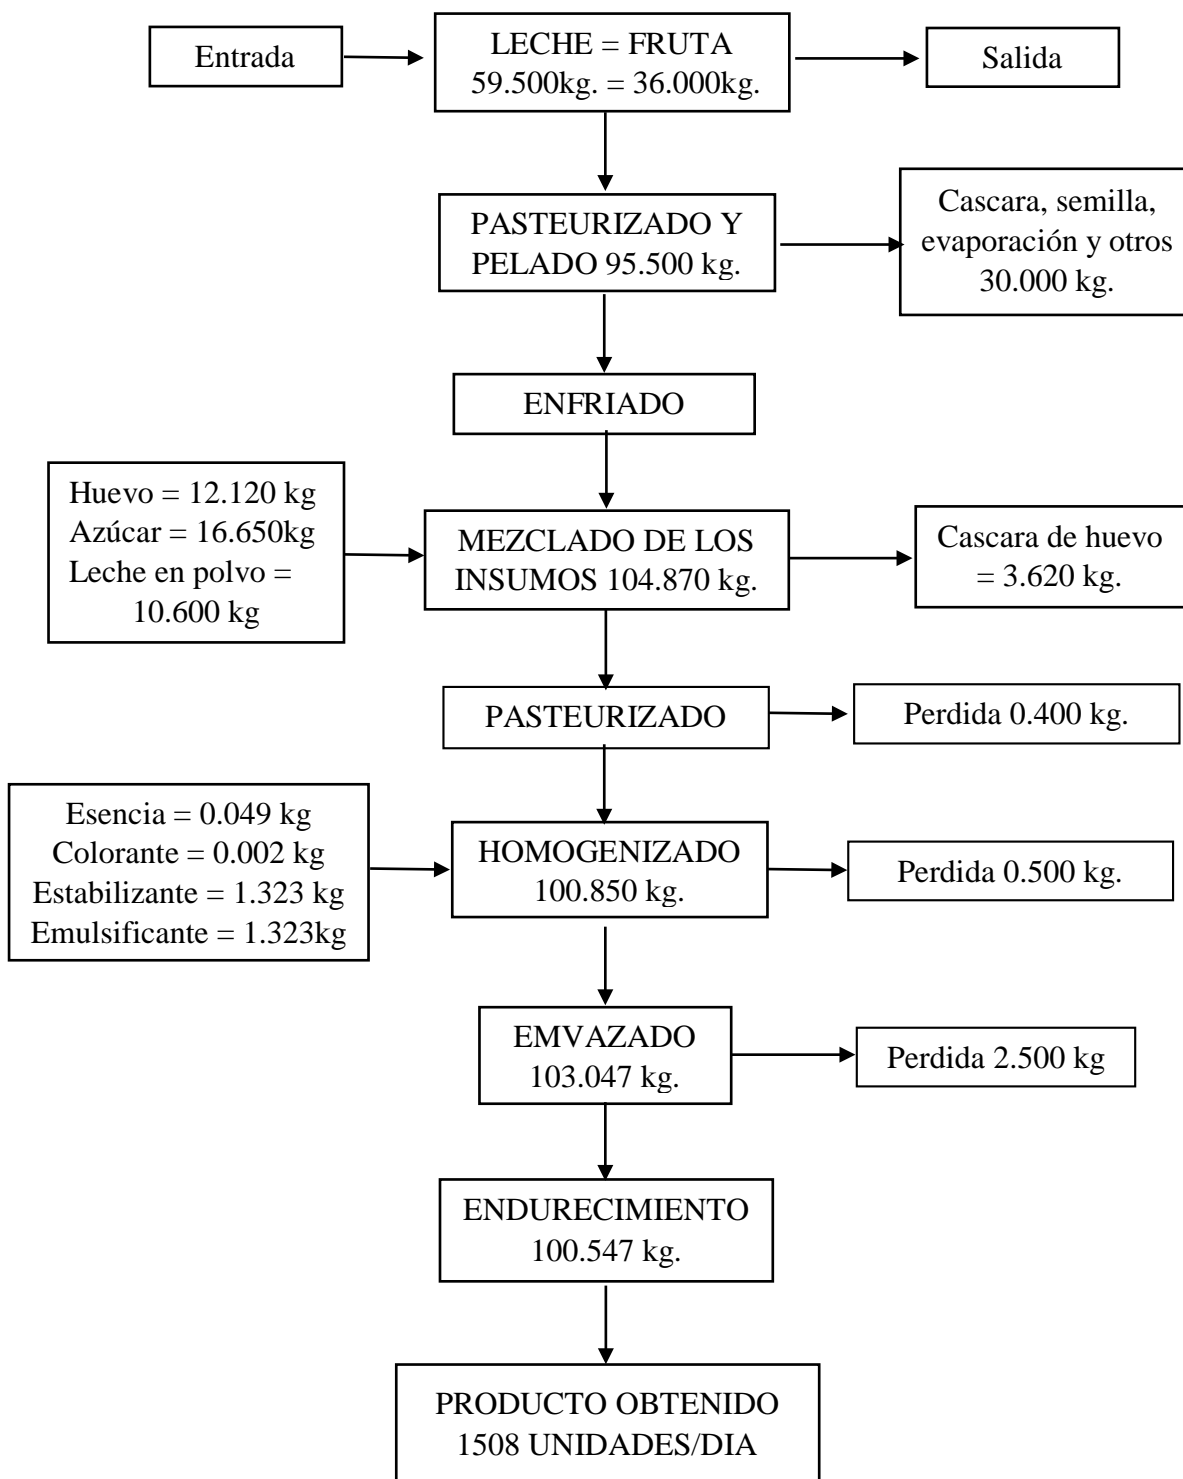 Entrada
LECHE = FRUTA
59.500kg. = 36.000kg.
Salida
PASTEURIZADO Y
PELADO 95.500 kg.
Cascara, semilla,
evaporación y otros
30.000 kg.
ENFRIADO
Huevo = 12.120 kg
Azúcar = 16.650kg
Leche en polvo =
10.600 kg
MEZCLADO DE LOS
INSUMOS 104.870 kg.
Cascara de huevo
= 3.620 kg.
PASTEURIZADO
Perdida 0.400 kg.
Esencia = 0.049 kg
Colorante = 0.002 kg
Estabilizante = 1.323 kg
Emulsificante = 1.323kg
HOMOGENIZADO
100.850 kg.
Perdida 0.500 kg.
EMVAZADO
103.047 kg.
Perdida 2.500 kg
ENDURECIMIENTO
100.547 kg.
PRODUCTO OBTENIDO
1508 UNIDADES/DIA